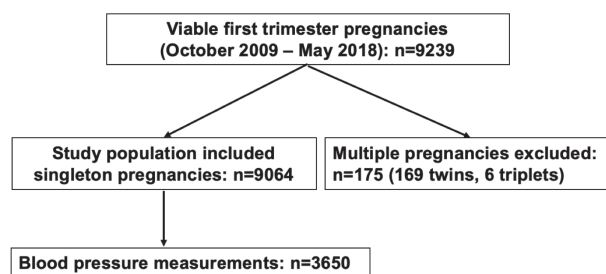 Viable first trimester pregnancies
(October 2009 – May 2018): n=9239
Study population included
singleton pregnancies: n=9064
Multiple pregnancies excluded:
n=175 (169 twins, 6 triplets)
Blood pressure measurements: n=3650